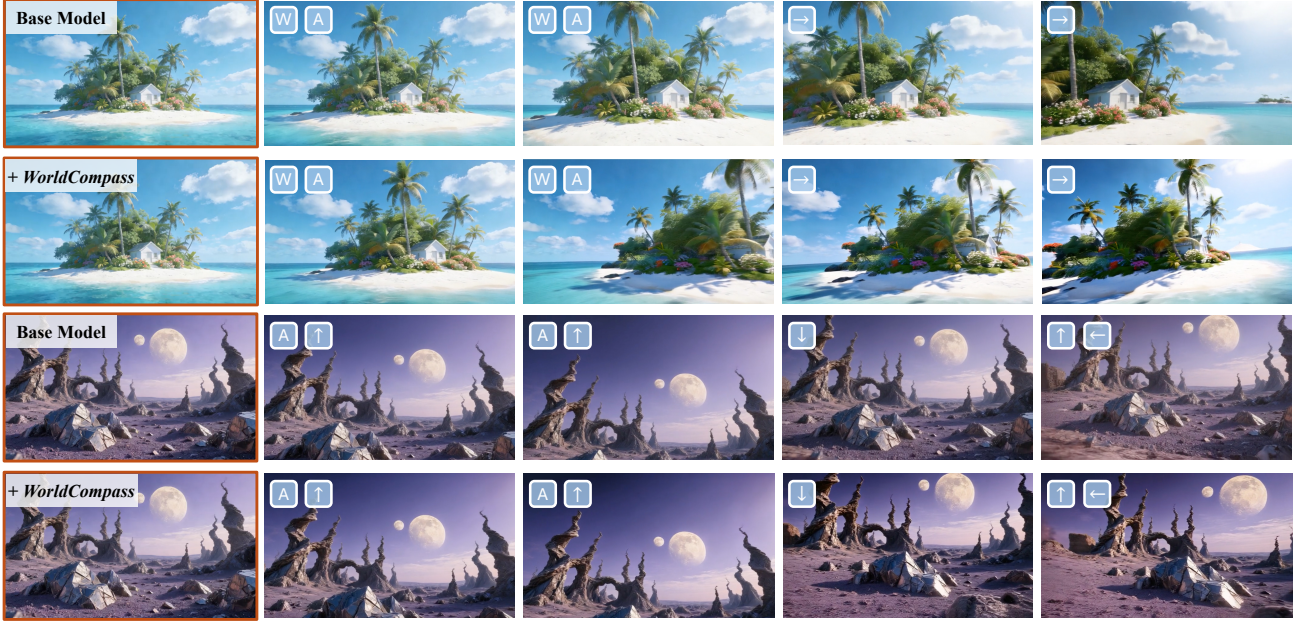 Base Model
W A
W A
→
→
+ WorldCompass
W A
W A
→
→
Base Model
A ↑
A ↑
↓
↑ ←
+ WorldCompass
A ↑
A ↑
↓
↑ ←